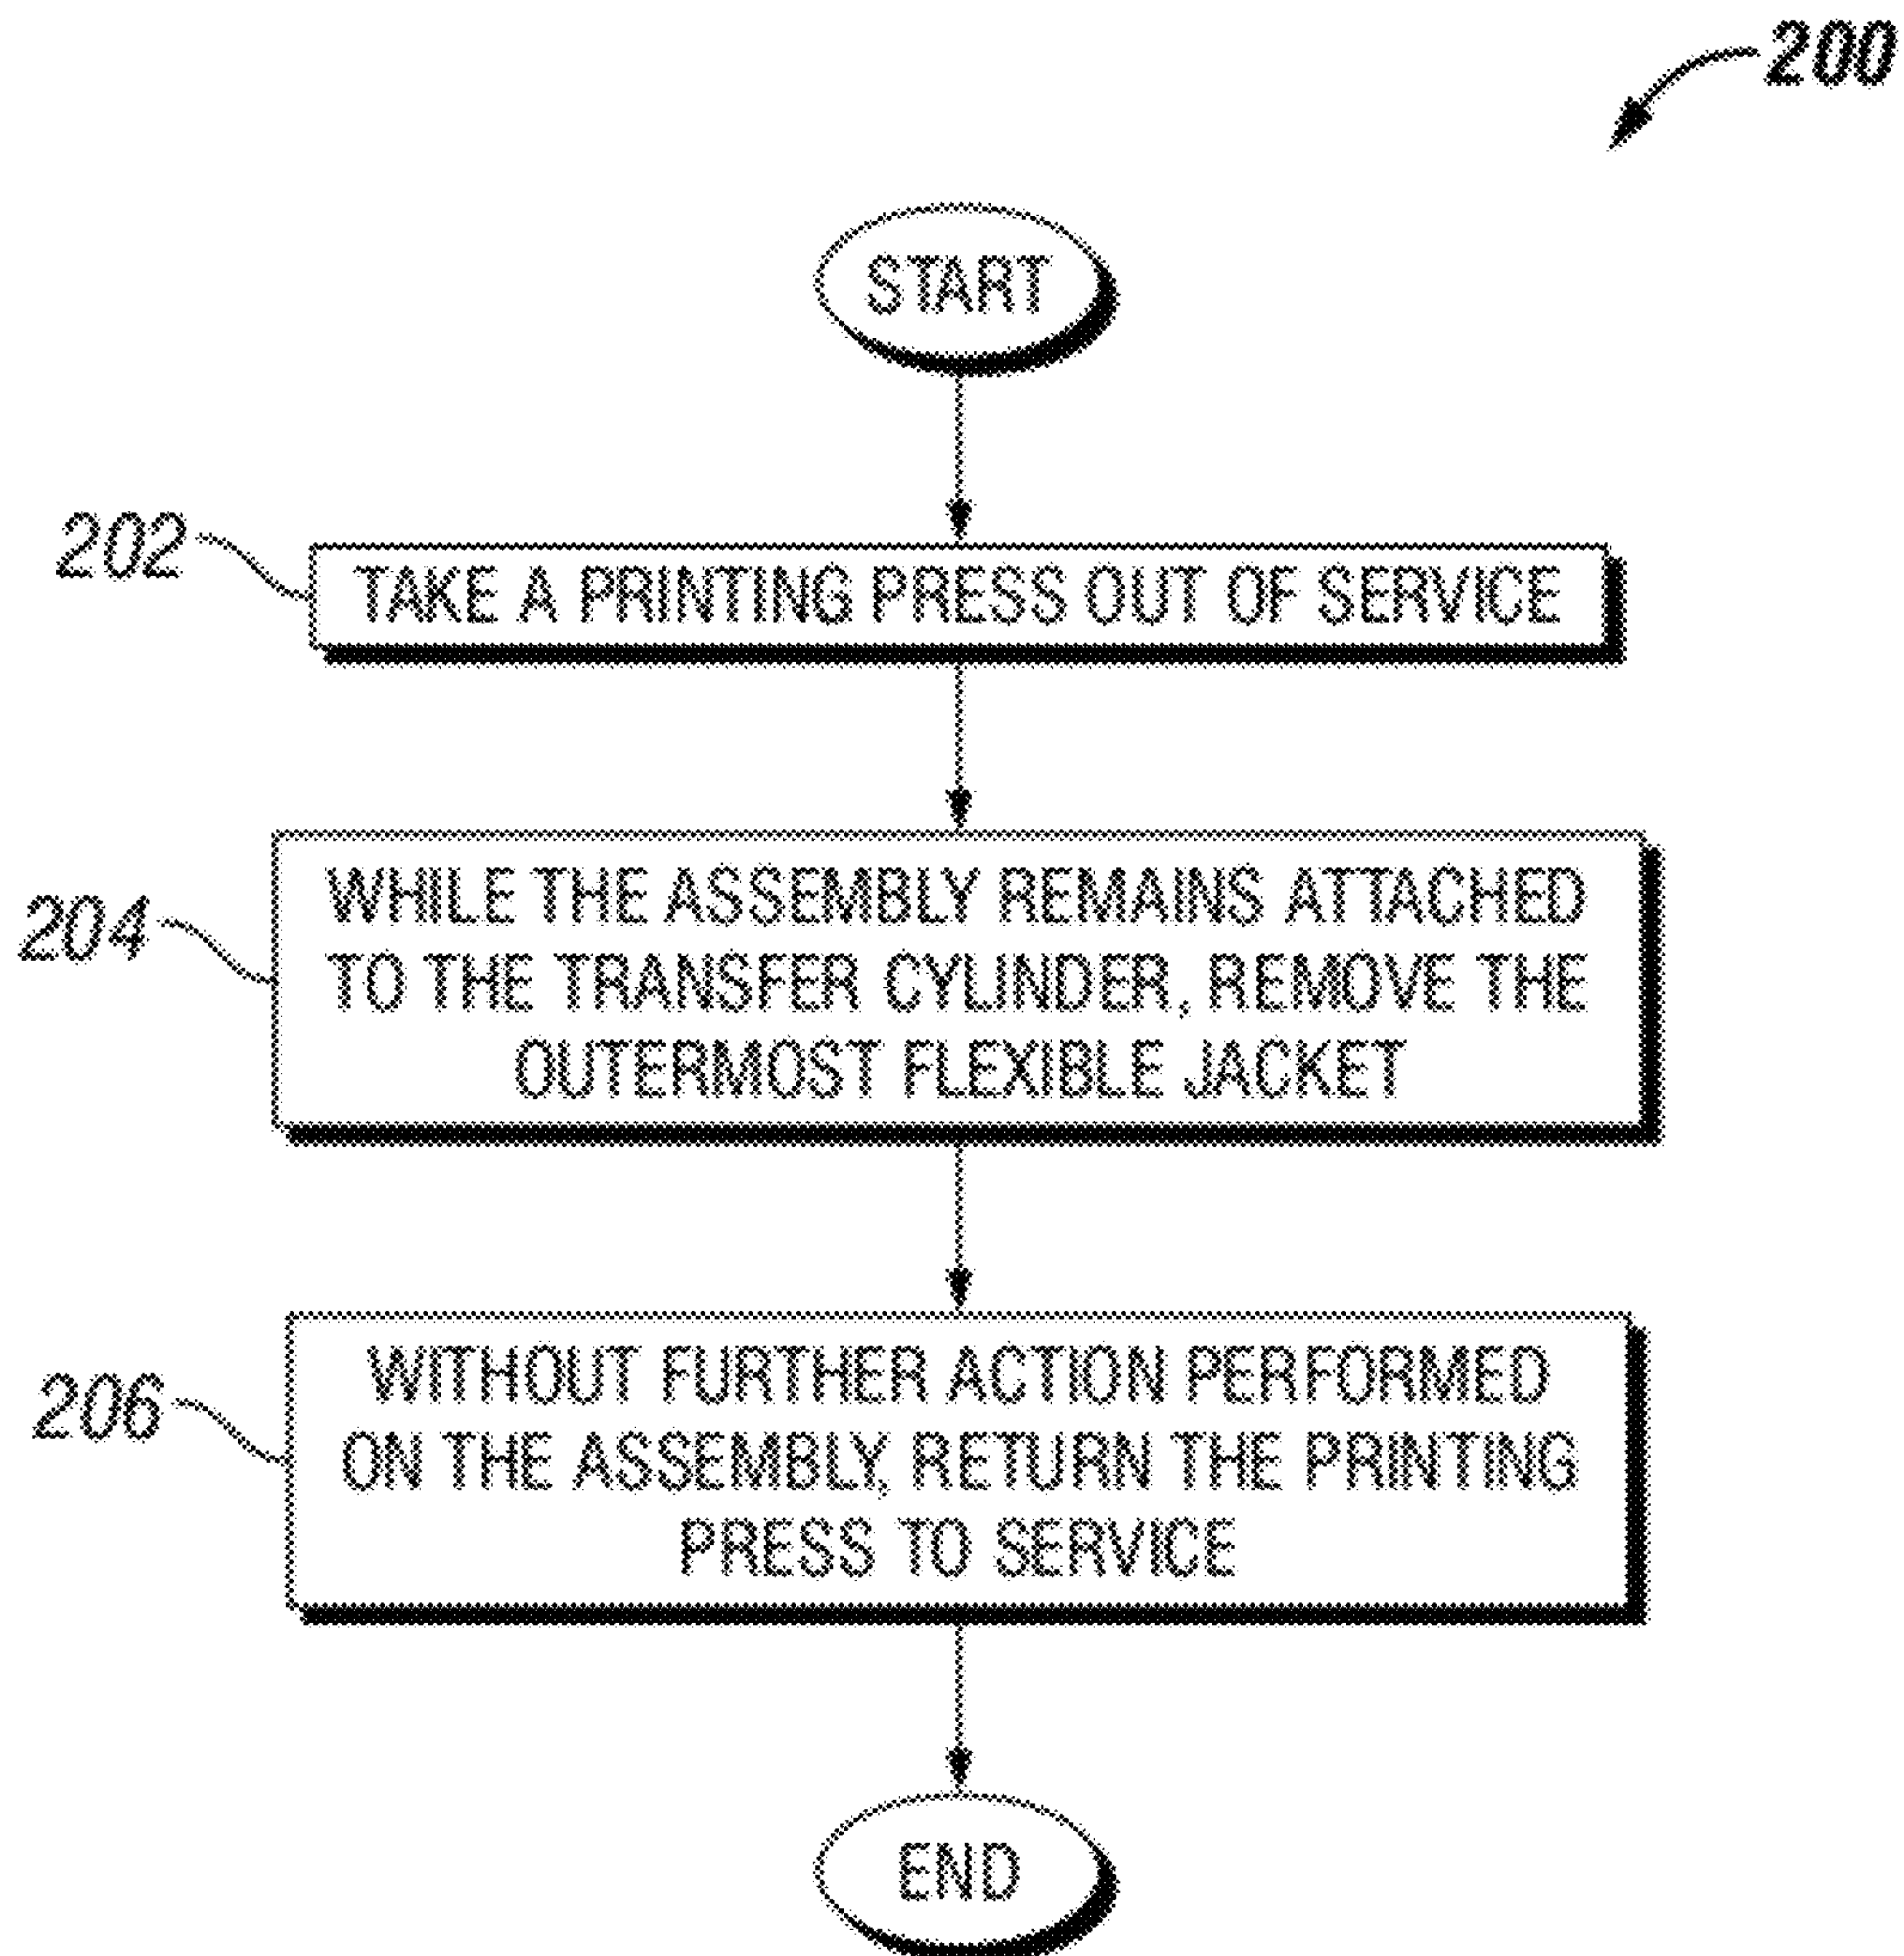 200
START
202
TAKE A PRINTING PRESS OUT OF SERVICE
204
WHILE THE ASSEMBLY REMAINS ATTACHED
TO THE TRANSFER CYLINDER, REMOVE THE
OUTERMOST FLEXIBLE JACKET
206
WITHOUT FURTHER ACTION PERFORMED
ON THE ASSEMBLY, RETURN THE PRINTING
PRESS TO SERVICE
END